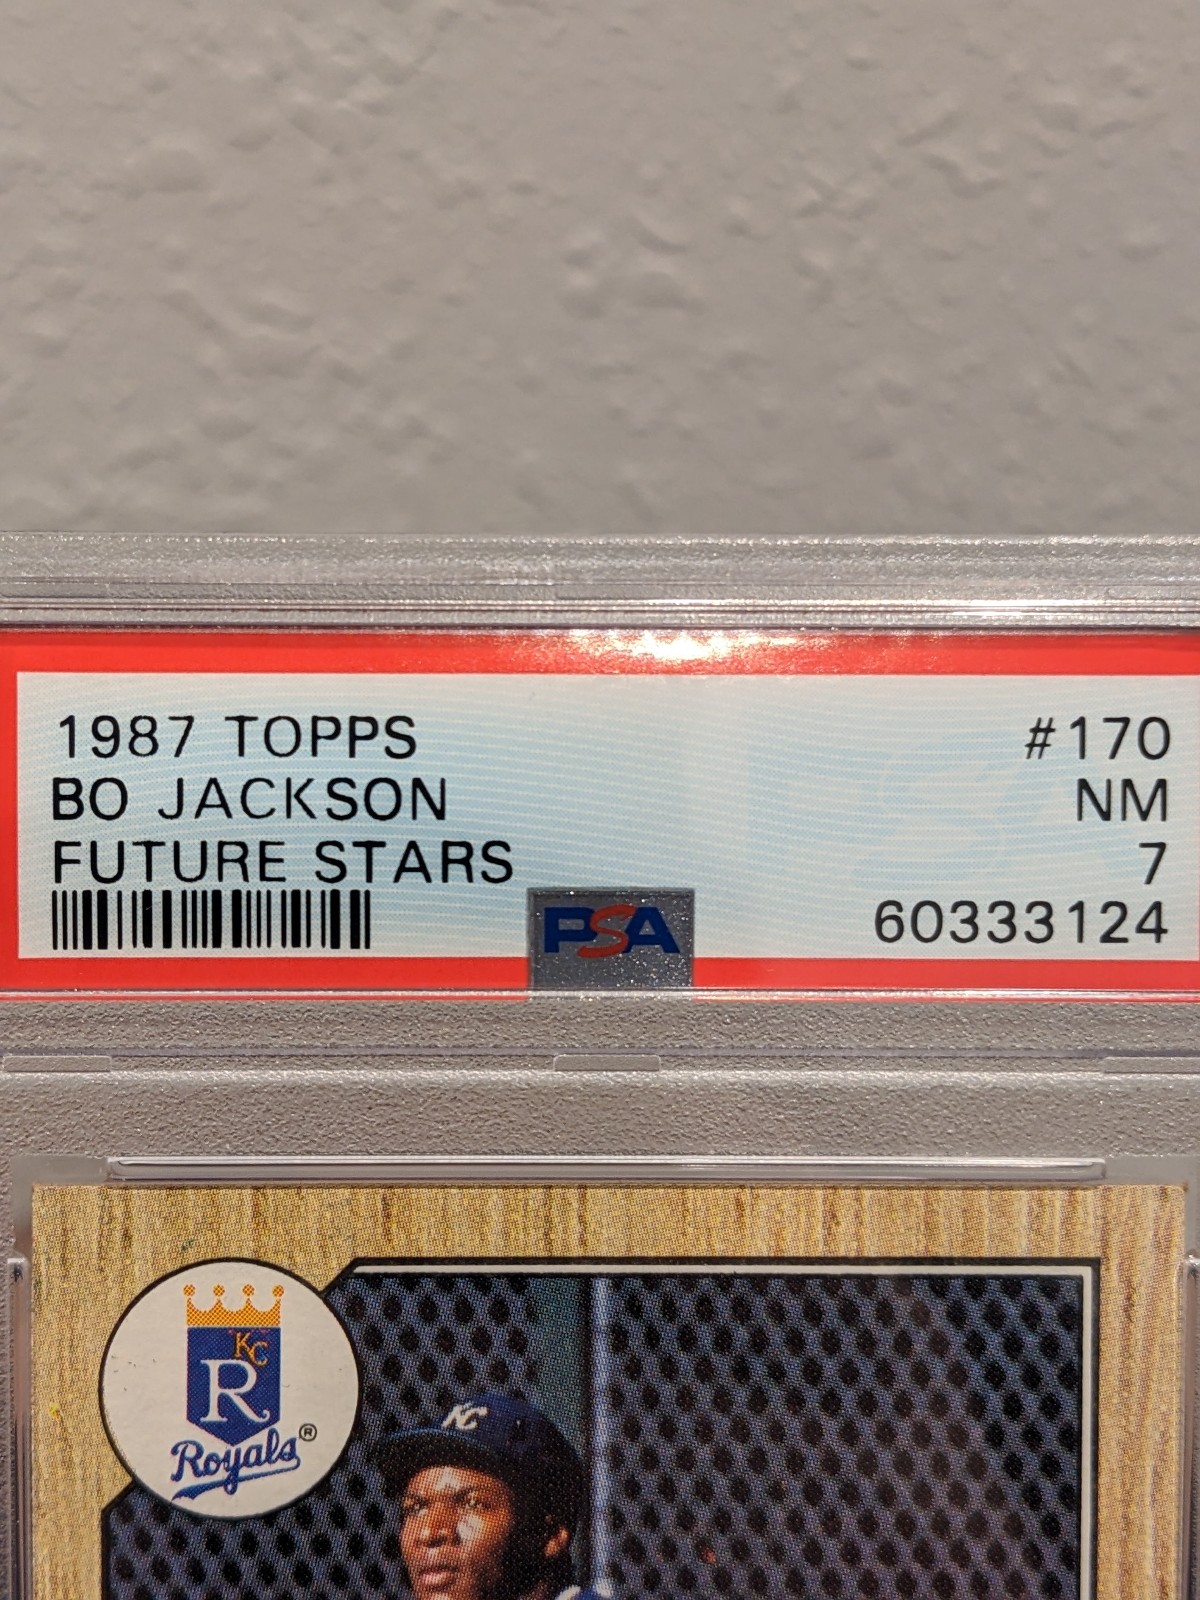 1987 TOPPS #170
BO JACKSON NM
FUTURE STARS 7
PSA 60333124
KC
R
Royals®
KC